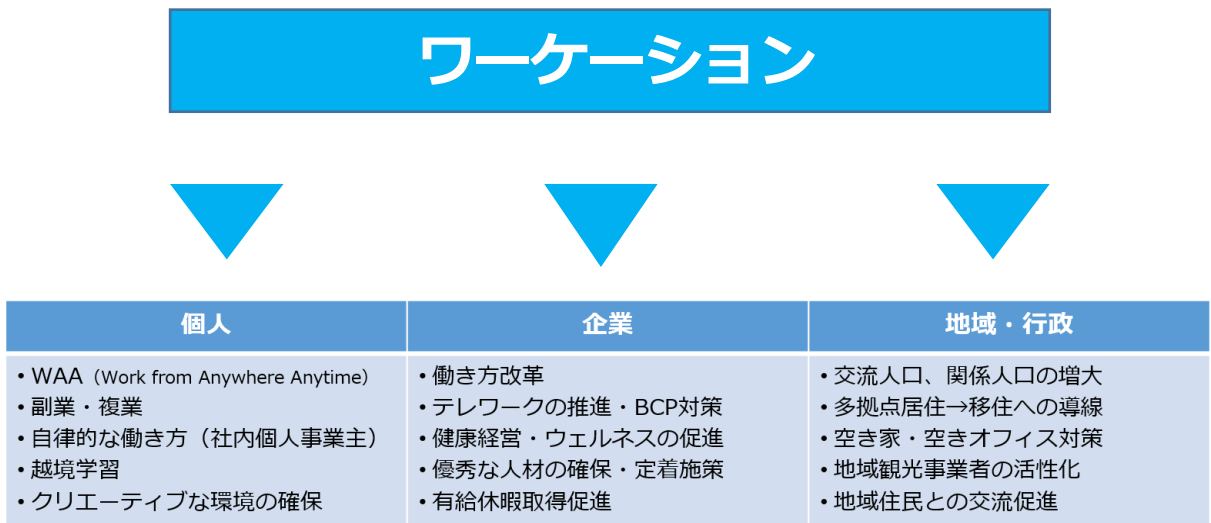 ワーケーション
個人
企業
地域・行政
• WAA（Work from Anywhere Anytime）
• 副業・複業
• 自律的な働き方（社内個人事業主）
• 越境学習
• クリエーティブな環境の確保
• 働き方改革
• テレワークの推進・BCP対策
• 健康経営・ウェルネスの促進
• 優秀な人材の確保・定着施策
• 有給休暇取得促進
• 交流人口、関係人口の増大
• 多拠点居住→移住への導線
• 空き家・空きオフィス対策
• 地域観光事業者の活性化
• 地域住民との交流促進